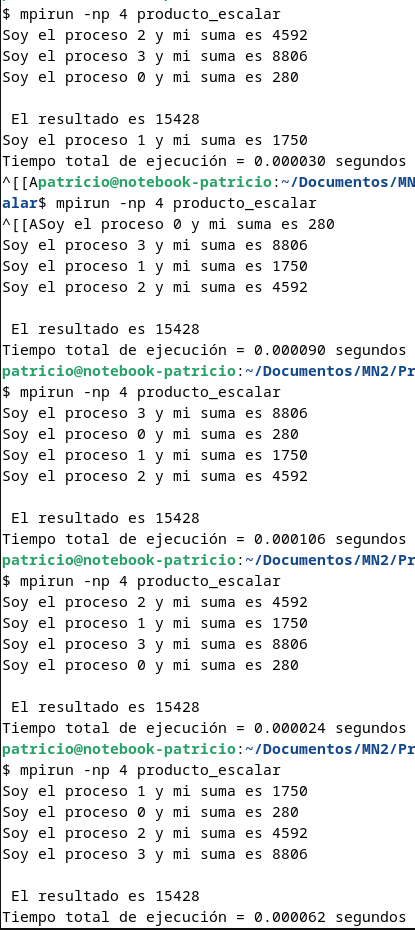 $ mpirun -np 4 producto_escalar
Soy el proceso 2 y mi suma es 4592
Soy el proceso 3 y mi suma es 8806
Soy el proceso 0 y mi suma es 280
El resultado es 15428
Soy el proceso 1 y mi suma es 1750
Tiempo total de ejecución = 0.000030 segundos
^[[Apatricio@notebook-patricio:~/Documentos/MN
alar$ mpirun -np 4 producto_escalar
^[[ASoy el proceso 0 y mi suma es 280
Soy el proceso 3 y mi suma es 8806
Soy el proceso 1 y mi suma es 1750
Soy el proceso 2 y mi suma es 4592
El resultado es 15428
Tiempo total de ejecución = 0.000090 segundos
patricio@notebook-patricio:~/Documentos/MN2/Pr
$ mpirun -np 4 producto_escalar
Soy el proceso 3 y mi suma es 8806
Soy el proceso 0 y mi suma es 280
Soy el proceso 1 y mi suma es 1750
Soy el proceso 2 y mi suma es 4592
El resultado es 15428
Tiempo total de ejecución = 0.000106 segundos
patricio@notebook-patricio:~/Documentos/MN2/Pr
$ mpirun -np 4 producto_escalar
Soy el proceso 2 y mi suma es 4592
Soy el proceso 1 y mi suma es 1750
Soy el proceso 3 y mi suma es 8806
Soy el proceso 0 y mi suma es 280
El resultado es 15428
Tiempo total de ejecución = 0.000024 segundos
patricio@notebook-patricio:~/Documentos/MN2/Pr
$ mpirun -np 4 producto_escalar
Soy el proceso 1 y mi suma es 1750
Soy el proceso 0 y mi suma es 280
Soy el proceso 2 y mi suma es 4592
Soy el proceso 3 y mi suma es 8806
El resultado es 15428
Tiempo total de ejecución = 0.000062 segundos